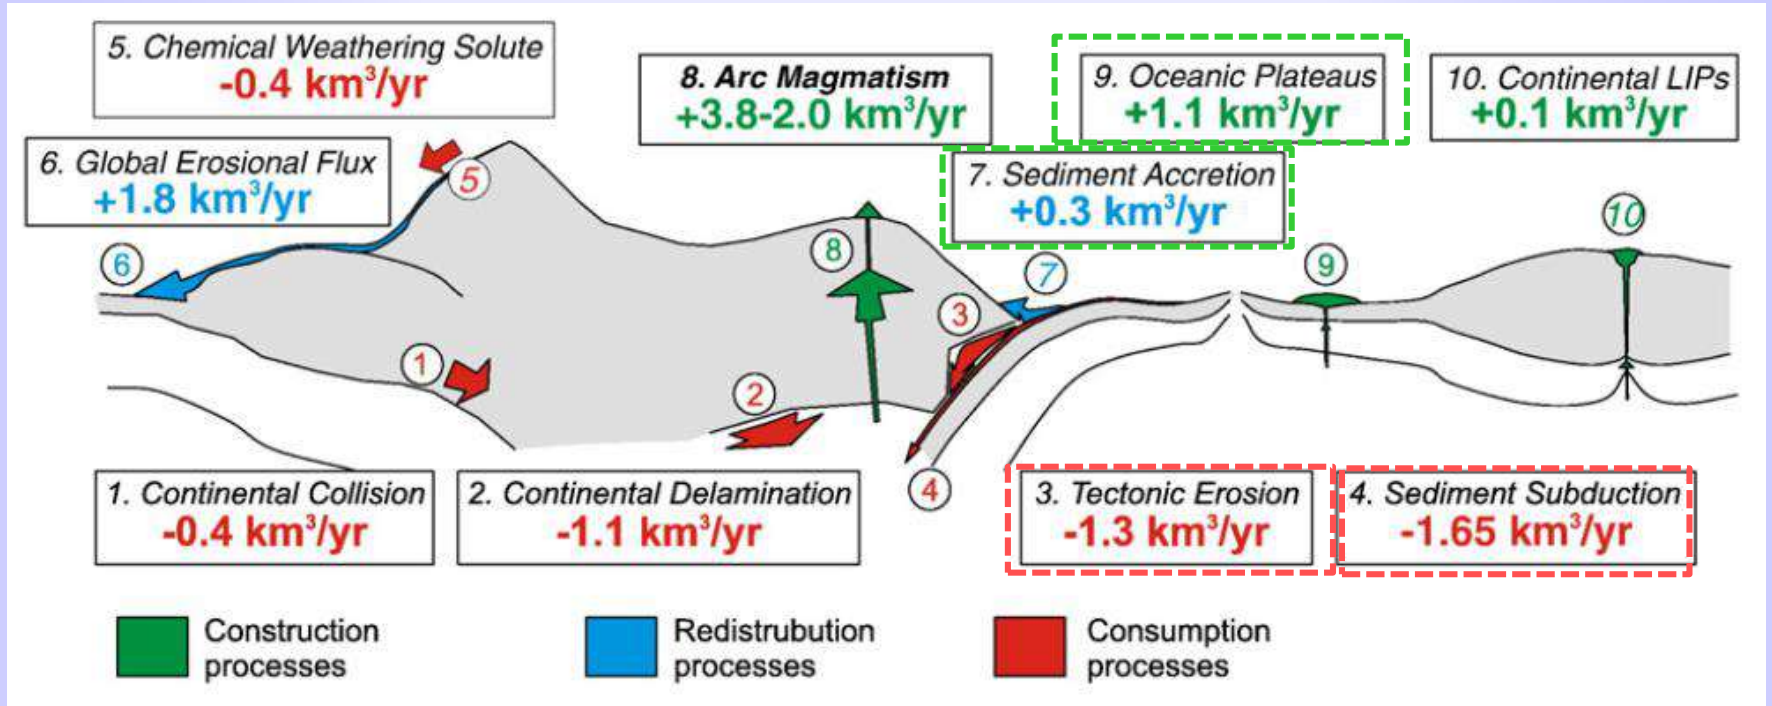 5. Chemical Weathering Solute
-0.4 km³/yr
8. Arc Magmatism
+3.8-2.0 km³/yr
9. Oceanic Plateaus
+1.1 km³/yr
10. Continental LIPs
+0.1 km³/yr
6. Global Erosional Flux
+1.8 km³/yr
7. Sediment Accretion
+0.3 km³/yr
5
10
8
6
9
7
3
1
2
4
1. Continental Collision
-0.4 km³/yr
2. Continental Delamination
-1.1 km³/yr
3. Tectonic Erosion
-1.3 km³/yr
4. Sediment Subduction
-1.65 km³/yr
Construction
processes
Redistrubution
processes
Consumption
processes